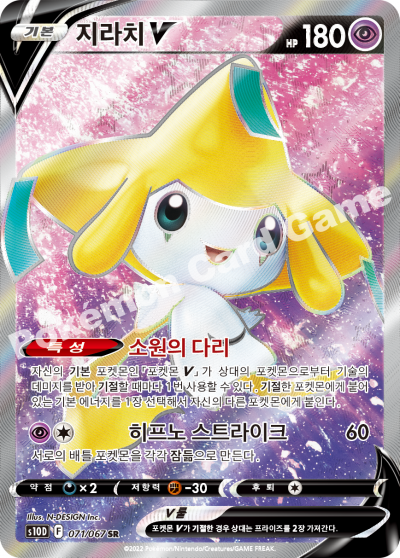 기본 지라치 V HP 180
Pokémon Card Game
특성 소원의 다리
자신의 기본 포켓몬인 「포켓몬 V」가 상대의 포켓몬으로부터 기술의
데미지를 받아 기절할 때마다 1번 사용할 수 있다. 기절한 포켓몬에게 붙어
있는 기본 에너지를 1장 선택해서 자신의 다른 포켓몬에게 붙인다.
히프노 스트라이크 60
서로의 배틀 포켓몬을 각각 잠듦으로 만든다.
약점 ×2 저항력 -30 후퇴
Illus. N-DESIGN Inc.
V룰
s10D F 071/067 SR
포켓몬 V가 기절한 경우 상대는 프라이즈를 2장 가져간다.
©2022 Pokémon/Nintendo/Creatures/GAME FREAK.